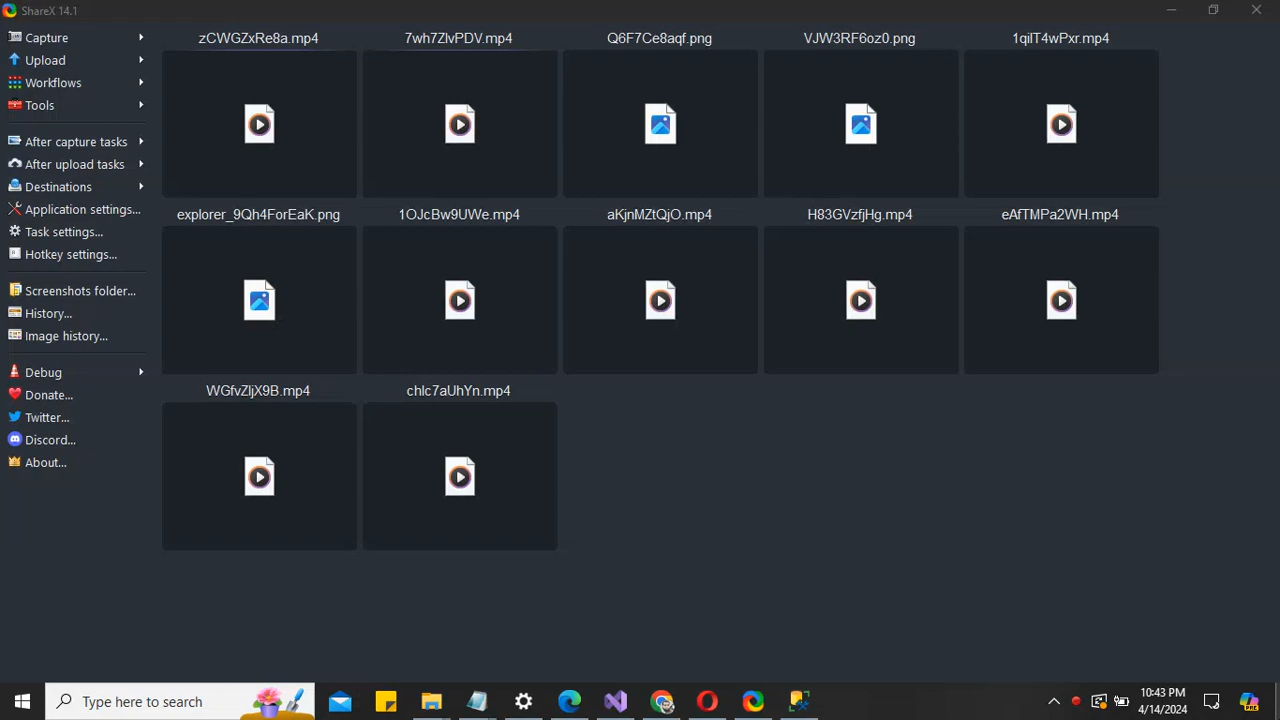 ShareX 14.1
Capture
Upload
Workflows
Tools
After capture tasks
After upload tasks
Destinations
Application settings...
Task settings...
Hotkey settings...
Screenshots folder...
History...
Image history...
Debug
Donate...
Twitter...
Discord...
About...
zCWGZxRe8a.mp4 7wh7ZlvPDV.mp4 Q6F7Ce8aqf.png VJW3RF6oz0.png 1qilT4wPxr.mp4
explorer_9Qh4ForEaK.png 1OJcBw9UWe.mp4 aKjnMZtQjO.mp4 H83GVzfjHg.mp4 eAfTMPa2WH.mp4
WGfvZljX9B.mp4 chlc7aUhYn.mp4
Type here to search
10:43 PM
4/14/2024
PRE